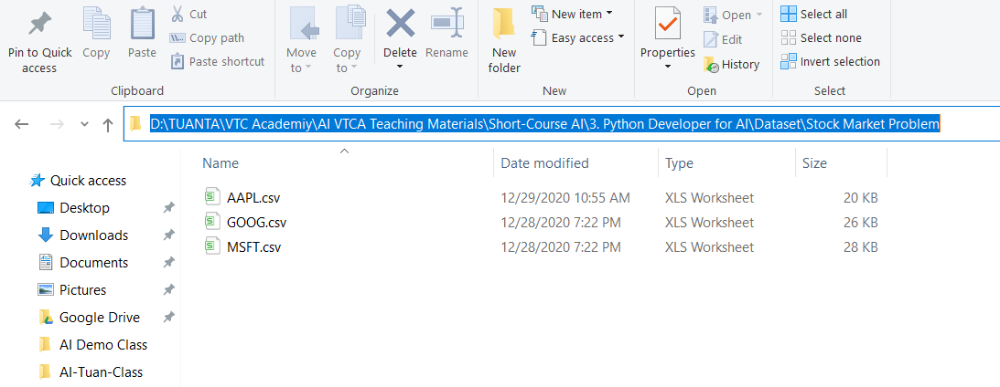 Pin to Quick access
Copy
Paste
Cut
Copy path
Paste shortcut
Clipboard
Move to
Copy to
Delete
Rename
Organize
New folder
New item
Easy access
New
Properties
Open
Edit
History
Open
Select all
Select none
Invert selection
Select
D:\TUANTA\VTC Academiy\AI VTCA Teaching Materials\Short-Course AI\3. Python Developer for AI\Dataset\Stock Market Problem
Name Date modified Type Size
AAPL.csv 12/29/2020 10:55 AM XLS Worksheet 20 KB
GOOG.csv 12/28/2020 7:22 PM XLS Worksheet 26 KB
MSFT.csv 12/28/2020 7:22 PM XLS Worksheet 28 KB
Quick access
Desktop
Downloads
Documents
Pictures
Google Drive
AI Demo Class
AI-Tuan-Class